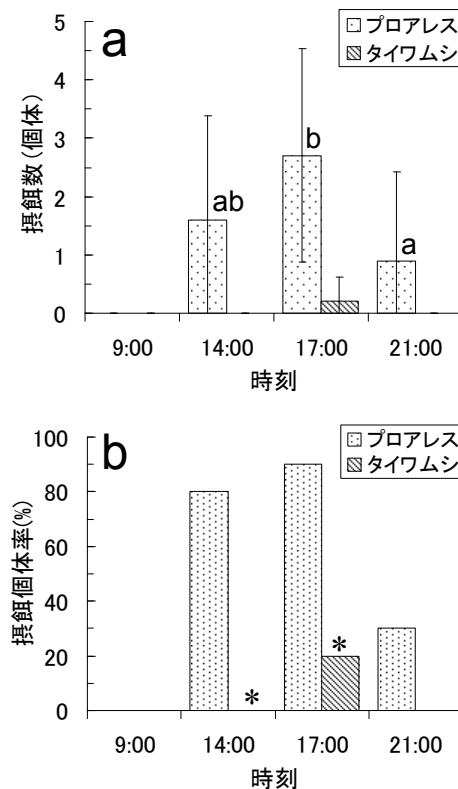 a
プロアレス
タイワムシ
5
4
3
2
1
0
摂餌数(個体)
ab
b
a
9:00 14:00 17:00 21:00
時刻
b
プロアレス
タイワムシ
100
80
60
40
20
0
摂餌個体率(%)
*
*
9:00 14:00 17:00 21:00
時刻